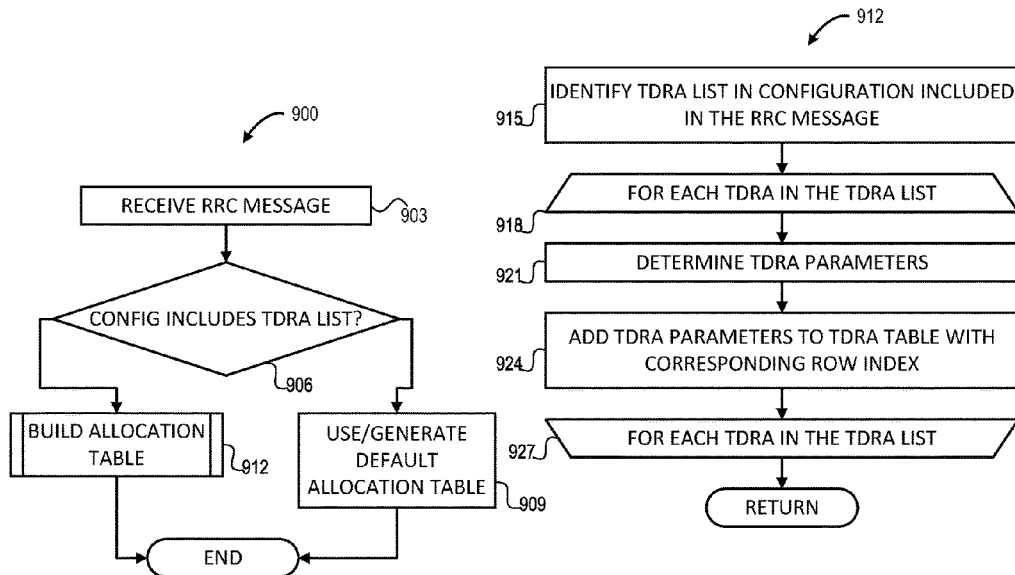 900
RECEIVE RRC MESSAGE
903
CONFIG INCLUDES TDRA LIST?
906
BUILD ALLOCATION
TABLE
912
USE/GENERATE
DEFAULT
ALLOCATION TABLE
909
END
912
IDENTIFY TDRA LIST IN CONFIGURATION INCLUDED
IN THE RRC MESSAGE
915
FOR EACH TDRA IN THE TDRA LIST
918
DETERMINE TDRA PARAMETERS
921
ADD TDRA PARAMETERS TO TDRA TABLE WITH
CORRESPONDING ROW INDEX
924
FOR EACH TDRA IN THE TDRA LIST
927
RETURN